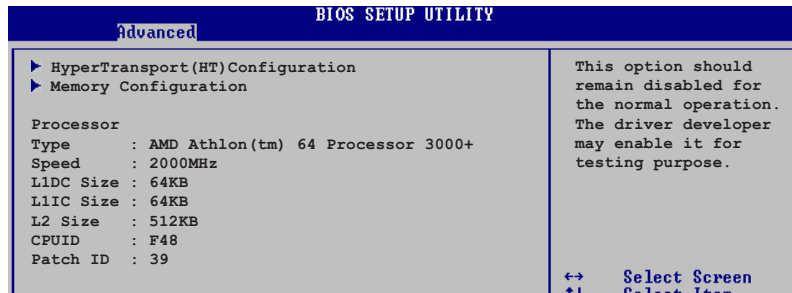 BIOS SETUP UTILITY
Advanced
HyperTransport(HT)Configuration
Memory Configuration
Processor
Type : AMD Athlon(tm) 64 Processor 3000+
Speed : 2000MHz
L1DC Size : 64KB
L1IC Size : 64KB
L2 Size : 512KB
CPUID : F48
Patch ID : 39
This option should
remain disabled for
the normal operation.
The driver developer
may enable it for
testing purpose.
↔ Select Screen
Select Item